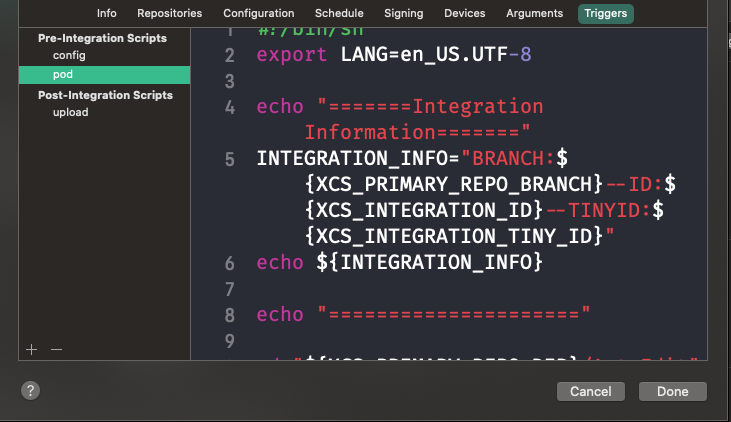 Info Repositories Configuration Schedule Signing Devices Arguments Triggers
Pre-Integration Scripts
config
pod
Post-Integration Scripts
upload
1 #!/bin/sh
2 export LANG=en_US.UTF-8
3
4 echo "=======Integration
Information======="
5 INTEGRATION_INFO="BRANCH:$
{XCS_PRIMARY_REPO_BRANCH}--ID:$
{XCS_INTEGRATION_ID}--TINYID:$
{XCS_INTEGRATION_TINY_ID}"
6 echo ${INTEGRATION_INFO}
7
8 echo "====================="
9
+ −
? Cancel Done